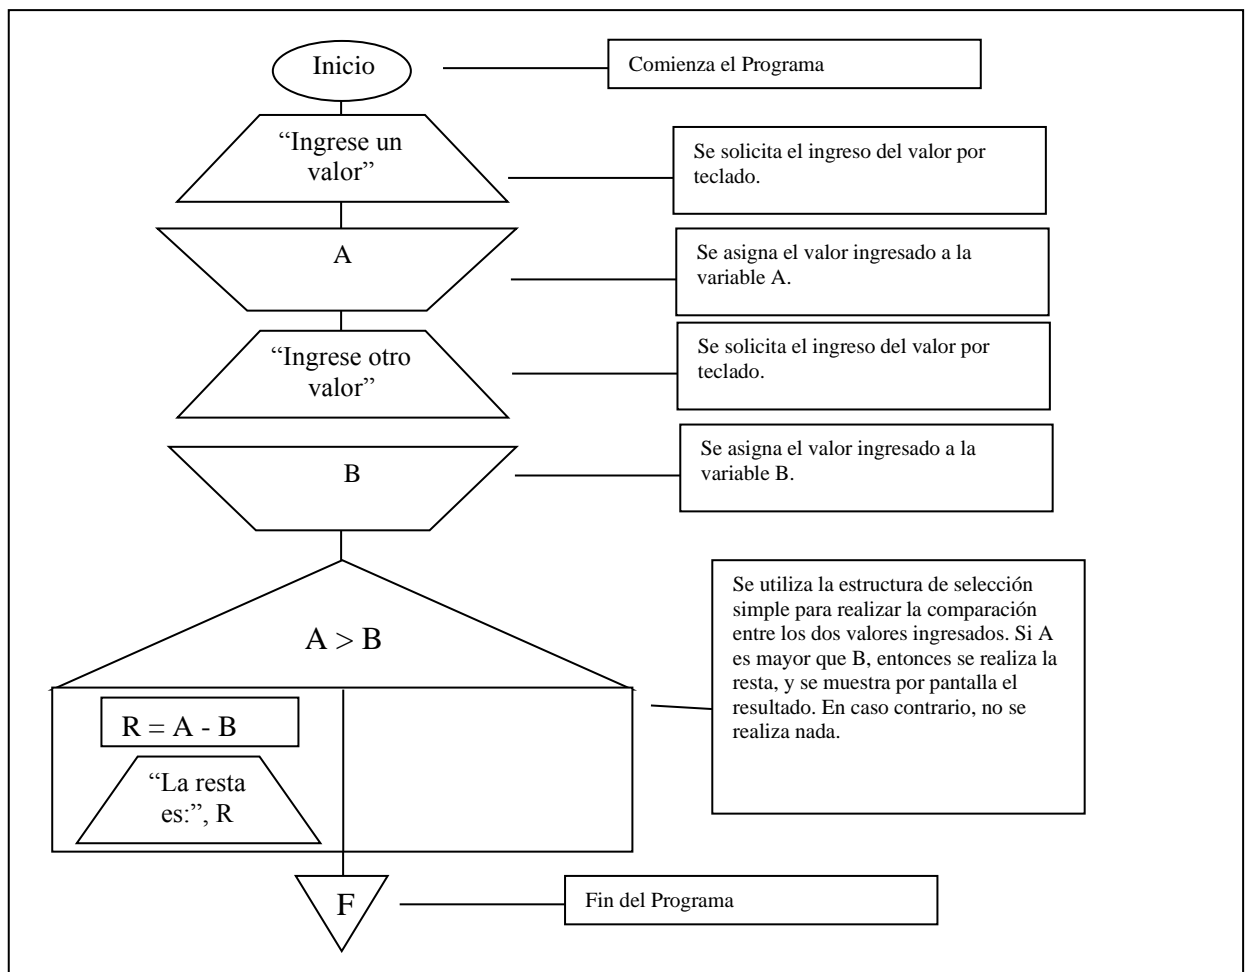 Inicio
Comienza el Programa
“Ingrese un
valor”
Se solicita el ingreso del valor por
teclado.
A
Se asigna el valor ingresado a la
variable A.
“Ingrese otro
valor”
Se solicita el ingreso del valor por
teclado.
B
Se asigna el valor ingresado a la
variable B.
A > B
Se utiliza la estructura de selección
simple para realizar la comparación
entre los dos valores ingresados. Si A
es mayor que B, entonces se realiza la
resta, y se muestra por pantalla el
resultado. En caso contrario, no se
realiza nada.
R = A - B
“La resta
es:”, R
F
Fin del Programa